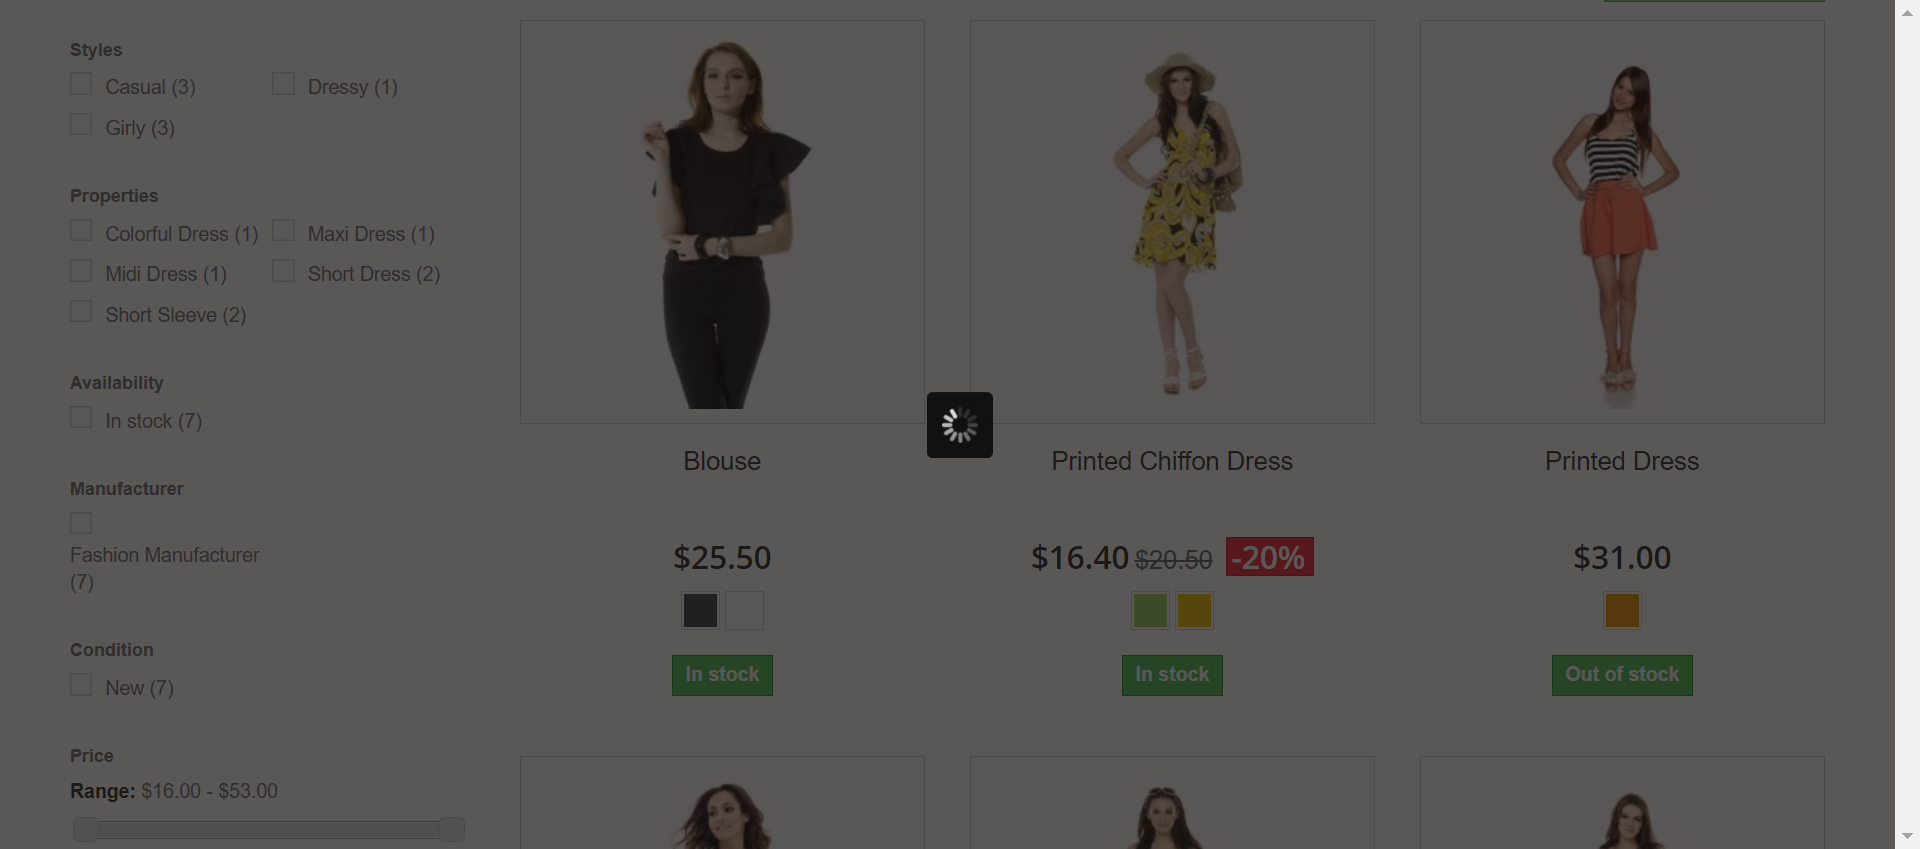 Styles
Casual (3)
Dressy (1)
Girly (3)
Properties
Colorful Dress (1)
Maxi Dress (1)
Midi Dress (1)
Short Dress (2)
Short Sleeve (2)
Availability
In stock (7)
Manufacturer
Fashion Manufacturer
(7)
Condition
New (7)
Price
Range: $16.00 - $53.00
Blouse
$25.50
In stock
Printed Chiffon Dress
$16.40 $20.50 -20%
In stock
Printed Dress
$31.00
Out of stock